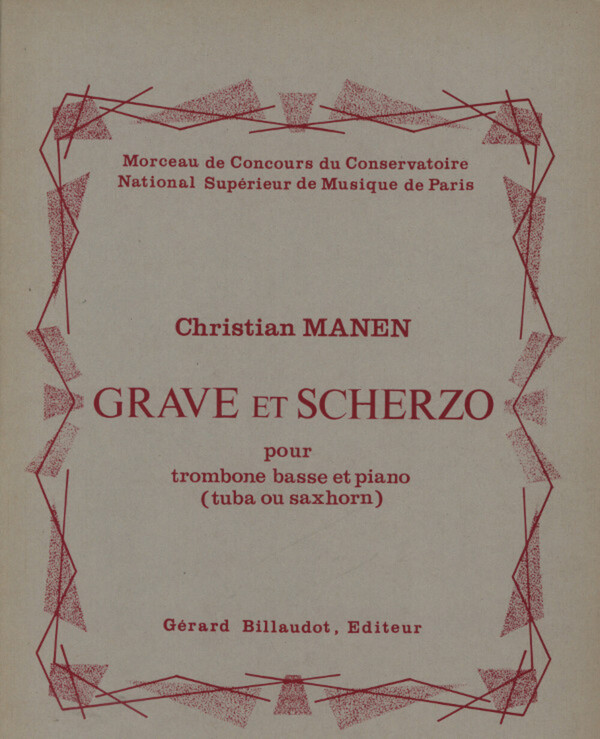 Morceau de Concours du Conservatoire
National Supérieur de Musique de Paris
Christian MANEN
GRAVE ET SCHERZO
pour
trombone basse et piano
(tuba ou saxhorn)
Gérard Billaudot, Editeur